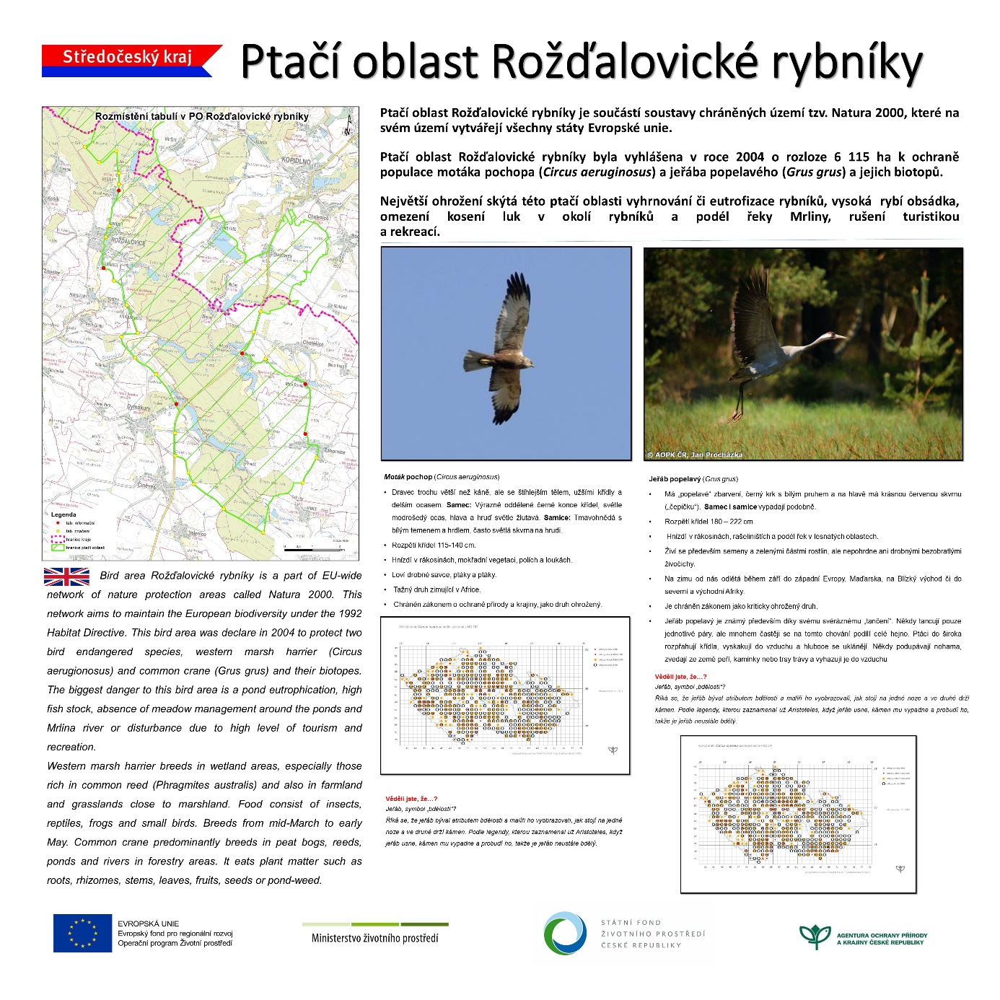 Středočeský kraj
Ptačí oblast Rožďalovické rybníky
Rozmístění tabulí v PO Rožďalovické rybníky
KOPIDLNO
ROŽĎALOVICE
Dymokury
Činěves
Záhornice
Legenda
tab. informační
tab. značení
hranice kraje
hranice ptačí oblasti
Ptačí oblast Rožďalovické rybníky je součástí soustavy chráněných území tzv. Natura 2000, které na
svém území vytvářejí všechny státy Evropské unie.
Ptačí oblast Rožďalovické rybníky byla vyhlášena v roce 2004 o rozloze 6 115 ha k ochraně
populace motáka pochopa (Circus aeruginosus) a jeřába popelavého (Grus grus) a jejich biotopů.
Největší ohrožení skýtá této ptačí oblasti vyhrnování či eutrofizace rybníků, vysoká rybí obsádka,
omezení kosení luk v okolí rybníků a podél řeky Mrliny, rušení turistikou
a rekreací.
© AOPK ČR, Jan Procházka
Bird area Rožďalovické rybníky is a part of EU-wide
network of nature protection areas called Natura 2000. This
network aims to maintain the European biodiversity under the 1992
Habitat Directive. This bird area was declare in 2004 to protect two
bird endangered species, western marsh harrier (Circus
aerugionosus) and common crane (Grus grus) and their biotopes.
The biggest danger to this bird area is a pond eutrophication, high
fish stock, absence of meadow management around the ponds and
Mrlina river or disturbance due to high level of tourism and
recreation.
Western marsh harrier breeds in wetland areas, especially those
rich in common reed (Phragmites australis) and also in farmland
and grasslands close to marshland. Food consist of insects,
reptiles, frogs and small birds. Breeds from mid-March to early
May. Common crane predominantly breeds in peat bogs, reeds,
ponds and rivers in forestry areas. It eats plant matter such as
roots, rhizomes, stems, leaves, fruits, seeds or pond-weed.
Moták pochop (Circus aeruginosus)
• Dravec trochu větší než káně, ale se štíhlejším tělem, užšími křídly a
delším ocasem. Samec: Výrazně oddělené černé konce křídel, světle
modrošedý ocas, hlava a hruď světle žlutavá. Samice: Tmavohnědá s
bílým temenem a hrdlem, často světlá skvrna na hrudi.
• Rozpětí křídel 115-140 cm.
• Hnízdí v rákosinách, mokřadní vegetaci, polích a loukách.
• Loví drobné savce, ptáky a ptáky.
• Tažný druh zimující v Africe.
• Chráněn zákonem o ochraně přírody a krajiny, jako druh ohrožený.
Věděli jste, že…?
Jeřáb, symbol „bdělosti“?
Říká se, že jeřáb býval atributem bdělosti a malíři ho vyobrazovali, jak stojí na jedné
noze a ve druhé drží kámen. Podle legendy, kterou zaznamenal už Aristoteles, když
jeřáb usne, kámen mu vypadne a probudí ho, takže je jeřáb neustále bdělý.
Jeřáb popelavý (Grus grus)
• Má „popelavé“ zbarvení, černý krk s bílým pruhem a na hlavě má krásnou červenou skvrnu
(„čepičku“). Samec i samice vypadají podobně.
• Rozpětí křídel 180 – 222 cm.
• Hnízdí v rákosinách, rašeliništích a podél řek v lesnatých oblastech.
• Živí se především semeny a zelenými částmi rostlin, ale nepohrdne ani drobnými bezobratlými
živočichy.
• Na zimu od nás odlétá během září do západní Evropy, Maďarska, na Blízký východ či do
severní a východní Afriky.
• Je chráněn zákonem jako kriticky ohrožený druh.
• Jeřáb popelavý je známý především díky svému svéráznému „tančení“. Někdy tancují pouze
jednotlivé páry, ale mnohem častěji se na tomto chování podílí celé hejno. Ptáci do široka
rozpřahují křídla, vyskakují do vzduchu a hluboce se uklánějí. Někdy podupávají nohama,
zvedají ze země peří, kamínky nebo trsy trávy a vyhazují je do vzduchu
Věděli jste, že…?
Jeřáb, symbol „bdělosti“?
Říká se, že jeřáb býval atributem bdělosti a malíři ho vyobrazovali, jak stojí na jedné noze a ve druhé drží
kámen. Podle legendy, kterou zaznamenal už Aristoteles, když jeřáb usne, kámen mu vypadne a probudí ho,
takže je jeřáb neustále bdělý.
EVROPSKÁ UNIE
Evropský fond pro regionální rozvoj
Operační program Životní prostředí
Ministerstvo životního prostředí
STÁTNÍ FOND
ŽIVOTNÍHO PROSTŘEDÍ
ČESKÉ REPUBLIKY
AGENTURA OCHRANY PŘÍRODY
A KRAJINY ČESKÉ REPUBLIKY